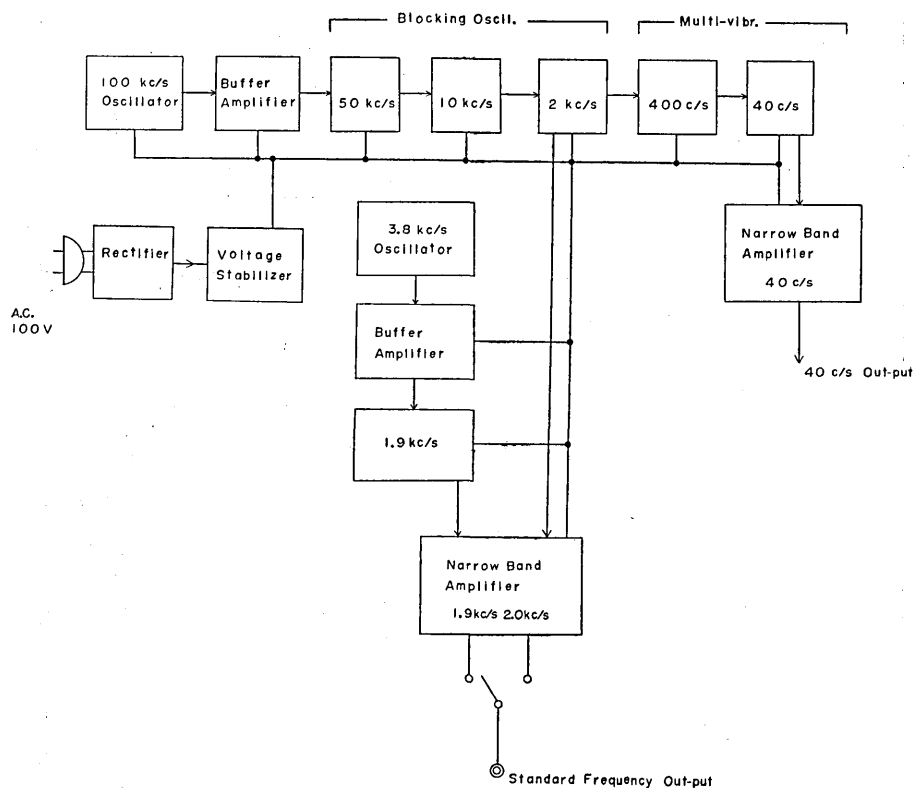 Blocking Oscil.
Multi-vibr.
100 kc/s
Oscillator
Buffer
Amplifier
50 kc/s
10 kc/s
2 kc/s
400 c/s
40 c/s
Rectifier
Voltage
Stabilizer
A.C.
100V
3.8 kc/s
Oscillator
Narrow Band
Amplifier
40 c/s
Buffer
Amplifier
40 c/s Out-put
1.9 kc/s
Narrow Band
Amplifier
1.9kc/s 2.0kc/s
Standard Frequency Out-put